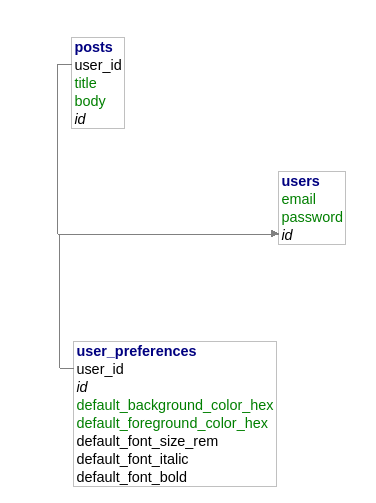 posts
user_id
title
body
id
users
email
password
id
user_preferences
user_id
id
default_background_color_hex
default_foreground_color_hex
default_font_size_rem
default_font_italic
default_font_bold